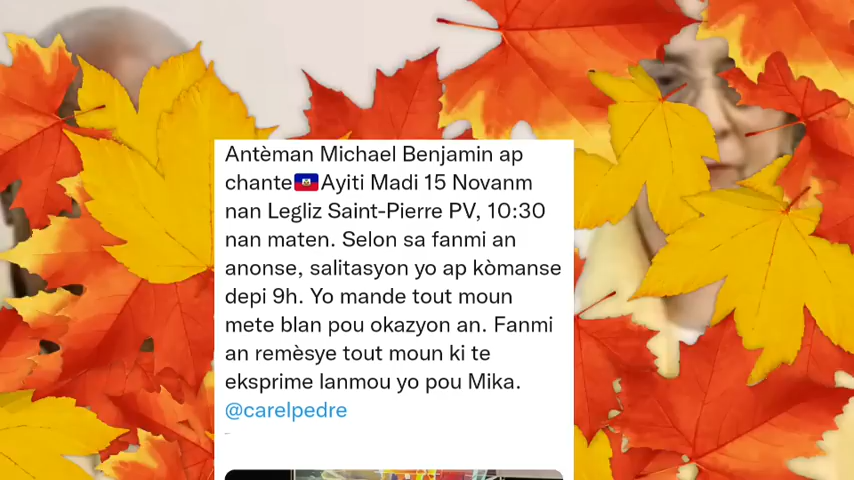 Antèman Michael Benjamin ap
chante🇭🇹Ayiti Madi 15 Novanm
nan Legliz Saint-Pierre PV, 10:30
nan maten. Selon sa fanmi an
anonse, salitasyon yo ap kòmanse
depi 9h. Yo mande tout moun
mete blan pou okazyon an. Fanmi
an remèsye tout moun ki te
eksprime lanmou yo pou Mika.
@carelpedre